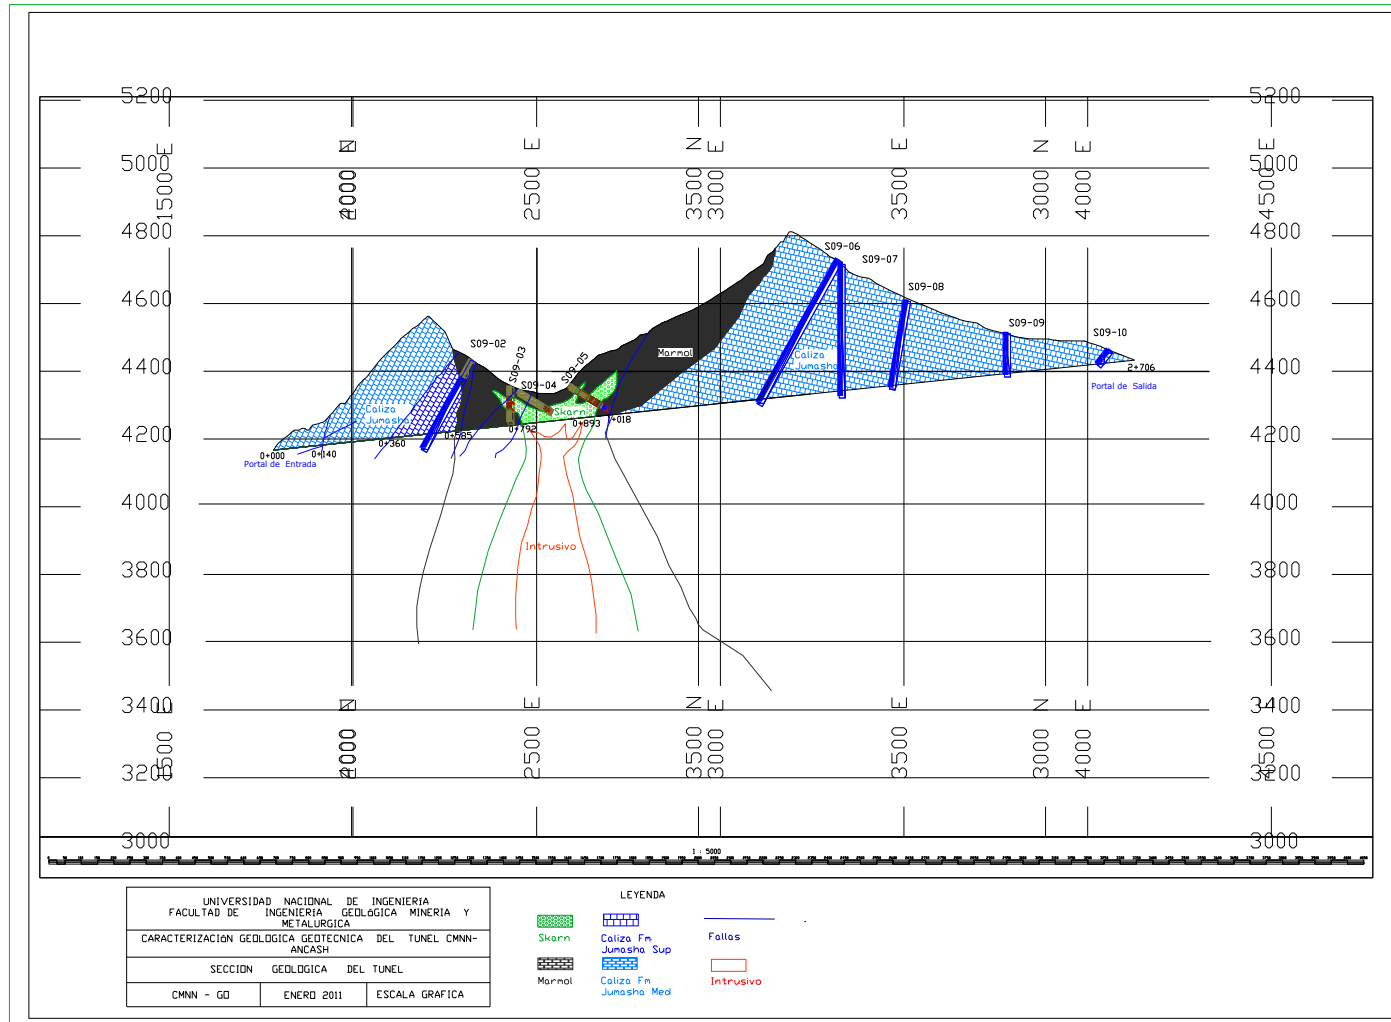 5200
5200
N
E
N
E
E
N
E
5000
5000
1500 E
2000
2500
3500
3000
3500
3000
4000
4500 E
4800
4800
S09-06
S09-07
S09-08
4600
4600
S09-09
S09-10
S09-02
S09-03
S09-04
S09-05
Marmol
Caliza
Jumasha
4400
4400
2+706
Portal de Salida
Caliza
Jumasha
Skarn
4200
4200
0+000
0+140
0+360
0+585
0+792
0+893
1+018
Portal de Entrada
4000
4000
Intrusivo
3800
3800
3600
3600
3400
3400
E
N
E
N
E
E
N
E
E
1500
2000
2500
3500
3000
3500
3000
4000
4500
3200
3200
3000
3000
1 : 5000
UNIVERSIDAD NACIONAL DE INGENIERíA
FACULTAD DE INGENIERíA GEOLóGICA MINERIA Y
METALURGICA
CARACTERIZACIóN GEOLOGICA GEOTECNICA DEL TUNEL CMNN-
ANCASH
SECCION GEOLOGICA DEL TUNEL
CMNN - GO
ENERO 2011
ESCALA GRAFICA
LEYENDA
Skarn
Caliza Fm
Jumasha Sup
Fallas
Marmol
Caliza Fm
Jumasha Med
Intrusivo